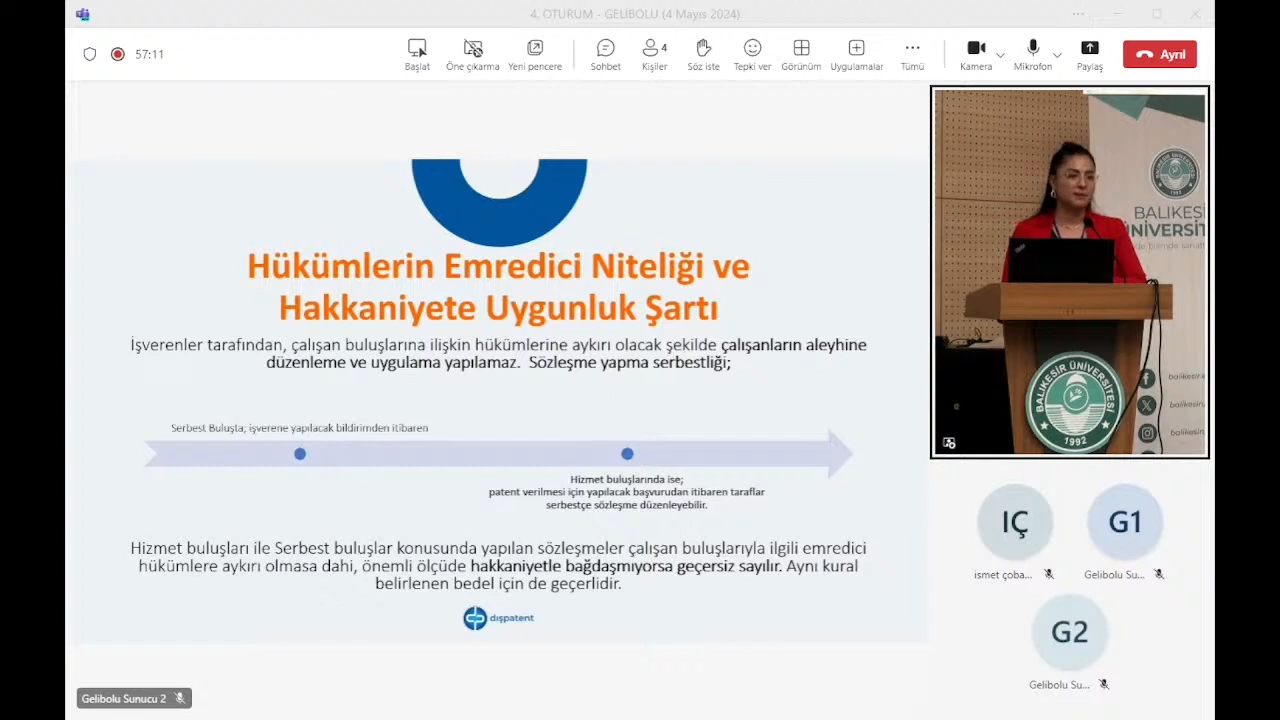 4. OTURUM - GELİBOLU (4 Mayıs 2024)
57:11
Başlat
Öne çıkarma
Yeni pencere
Sohbet
4
Kişiler
Söz iste
Tepki ver
Görünüm
Uygulamalar
Tümü
Kamera
Mikrofon
Paylaş
Ayrıl
Hükümlerin Emredici Niteliği ve
Hakkaniyete Uygunluk Şartı
İşverenler tarafından, çalışan buluşlarına ilişkin hükümlerine aykırı olacak şekilde çalışanların aleyhine
düzenleme ve uygulama yapılamaz. Sözleşme yapma serbestliği;
Serbest Buluşta; işverene yapılacak bildirimden itibaren
Hizmet buluşlarında ise;
patent verilmesi için yapılacak başvurudan itibaren taraflar
serbestçe sözleşme düzenleyebilir.
Hizmet buluşları ile Serbest buluşlar konusunda yapılan sözleşmeler çalışan buluşlarıyla ilgili emredici
hükümlere aykırı olmasa dahi, önemli ölçüde hakkaniyetle bağdaşmıyorsa geçersiz sayılır. Aynı kural
belirlenen bedel için de geçerlidir.
dışpatent
Gelibolu Sunucu 2
BALIKESİ
ÜNİVERSİT
BALIKESİR ÜNİVERSİTESİ
1992
balikesir
balikesir
IÇ
ismet çoba...
G1
Gelibolu Su...
G2
Gelibolu Su...